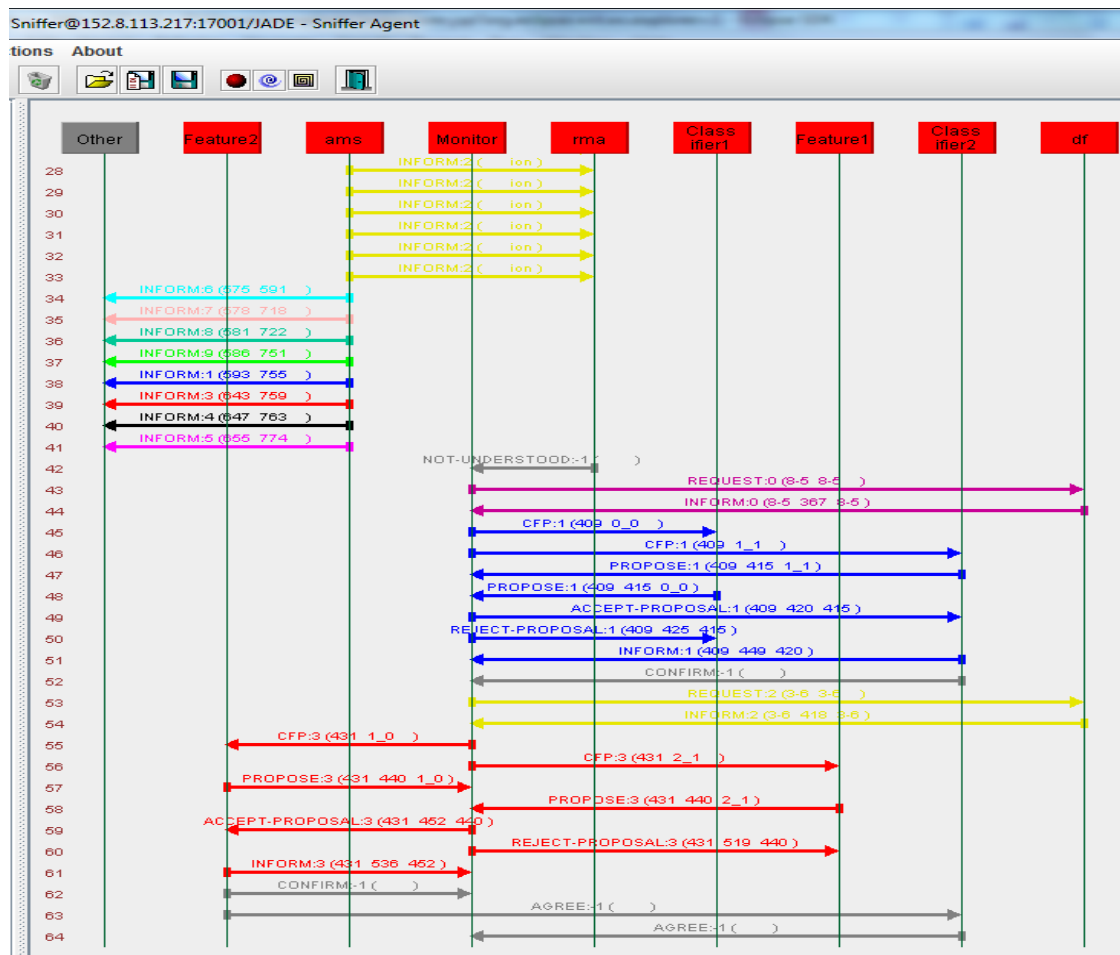 Sniffer@152.8.113.217:17001/JADE - Sniffer Agent
tions About
Other Feature2 ams Monitor rma Class ifier1 Feature1 Class ifier2 df
28 INFORM:2 ( ion )
29 INFORM:2 ( ion )
30 INFORM:2 ( ion )
31 INFORM:2 ( ion )
32 INFORM:2 ( ion )
33 INFORM:2 ( ion )
34 INFORM:6 (575 591 )
35 INFORM:7 (578 718 )
36 INFORM:8 (581 722 )
37 INFORM:9 (586 751 )
38 INFORM:1 (593 755 )
39 INFORM:3 (643 759 )
40 INFORM:4 (647 763 )
41 INFORM:5 (655 774 )
42 NOT-UNDERSTOOD:-1 ( )
43 REQUEST:0 (8-5 8-5 )
44 INFORM:0 (8-5 367 8-5 )
45 CFP:1 (409 0_0 )
46 CFP:1 (409 1_1 )
47 PROPOSE:1 (409 415 1_1 )
48 PROPOSE:1 (409 415 0_0 )
49 ACCEPT-PROPOSAL:1 (409 420 415 )
50 REJECT-PROPOSAL:1 (409 425 415 )
51 INFORM:1 (409 449 420 )
52 CONFIRM:-1 ( )
53 REQUEST:2 (3-6 3-6 )
54 INFORM:2 (3-6 418 3-6 )
55 CFP:3 (431 1_0 )
56 CFP:3 (431 2_1 )
57 PROPOSE:3 (431 440 1_0 )
58 PROPOSE:3 (431 440 2_1 )
59 ACCEPT-PROPOSAL:3 (431 452 440 )
60 REJECT-PROPOSAL:3 (431 519 440 )
61 INFORM:3 (431 536 452 )
62 CONFIRM:-1 ( )
63 AGREE:-1 ( )
64 AGREE:-1 ( )